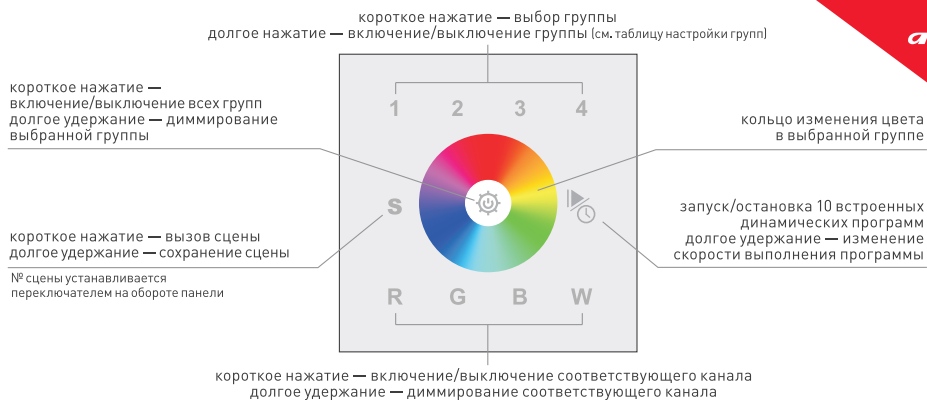 короткое нажатие — выбор группы
долгое нажатие — включение/выключение группы (см. таблицу настройки групп)
короткое нажатие —
включение/выключение всех групп
долгое удержание — диммирование
выбранной группы
1 2 3 4
кольцо изменения цвета
в выбранной группе
S
короткое нажатие — вызов сцены
долгое удержание — сохранение сцены
№ сцены устанавливается
переключателем на обороте панели
запуск/остановка 10 встроенных
динамических программ
долгое удержание — изменение
скорости выполнения программы
R G B W
короткое нажатие — включение/выключение соответствующего канала
долгое удержание — диммирование соответствующего канала